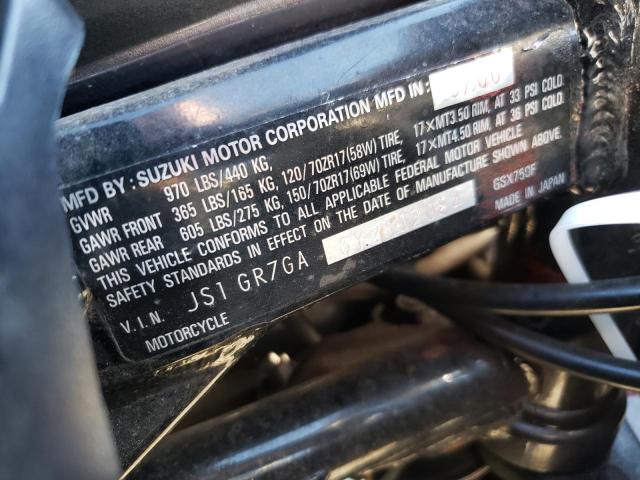 MFD BY : SUZUKI MOTOR CORPORATION MFD IN :
GVWR 970 LBS/440 KG,
GAWR FRONT 365 LBS/165 KG, 120/70ZR17(58W) TIRE, 17×MT3.50 RIM, AT 33 PSI COLD.
GAWR REAR 605 LBS/275 KG, 150/70ZR17(69W) TIRE, 17×MT4.50 RIM, AT 36 PSI COLD.
THIS VEHICLE CONFORMS TO ALL APPLICABLE FEDERAL MOTOR VEHICLE
SAFETY STANDARDS IN EFFECT ON THE DATE OF MANUFACTURE SHOWN ABOVE.
V.I.N. JS1 GR7GA GSX750F
MOTORCYCLE MADE IN JAPAN